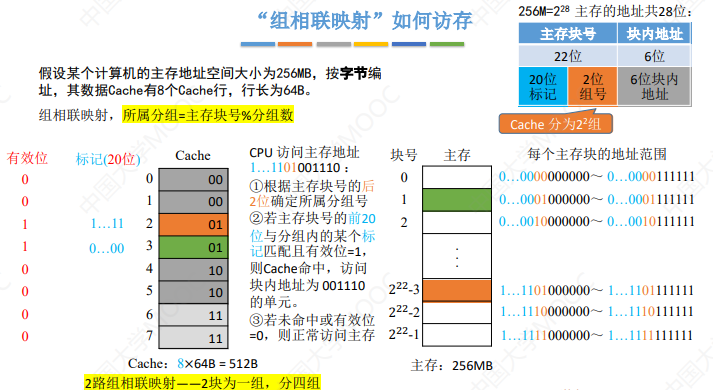 “组相联映射”如何访存
256M=2²⁸ 主存的地址共28位：
主存块号 块内地址
22位 6位
20位标记 2位组号 6位块内地址
Cache 分为2²组
假设某个计算机的主存地址空间大小为256MB，按字节编
址，其数据Cache有8个Cache行，行长为64B。
组相联映射，所属分组=主存块号%分组数
有效位 标记(20位) Cache
0 0 00
0 1 00
1 1…11 2 01
1 0…00 3 01
0 4 10
0 5 10
0 6 11
0 7 11
Cache：8×64B = 512B
2路组相联映射——2块为一组，分四组
CPU 访问主存地址
1…1101001110：
①根据主存块号的后
2位确定所属分组号
②若主存块号的前20
位与分组内的某个标
记匹配且有效位=1，
则Cache命中，访问
块内地址为 001110
的单元。
③若未命中或有效位
=0，则正常访问主存
块号 主存 每个主存块的地址范围
0 0…0000000000～ 0…0000111111
1 0…0001000000～ 0…0001111111
2 0…0010000000～ 0…0010111111
⋮
2²²-3 1…1101000000～ 1…1101111111
2²²-2 1…1110000000～ 1…1110111111
2²²-1 1…1111000000～ 1…1111111111
主存：256MB
中国大学MOOC